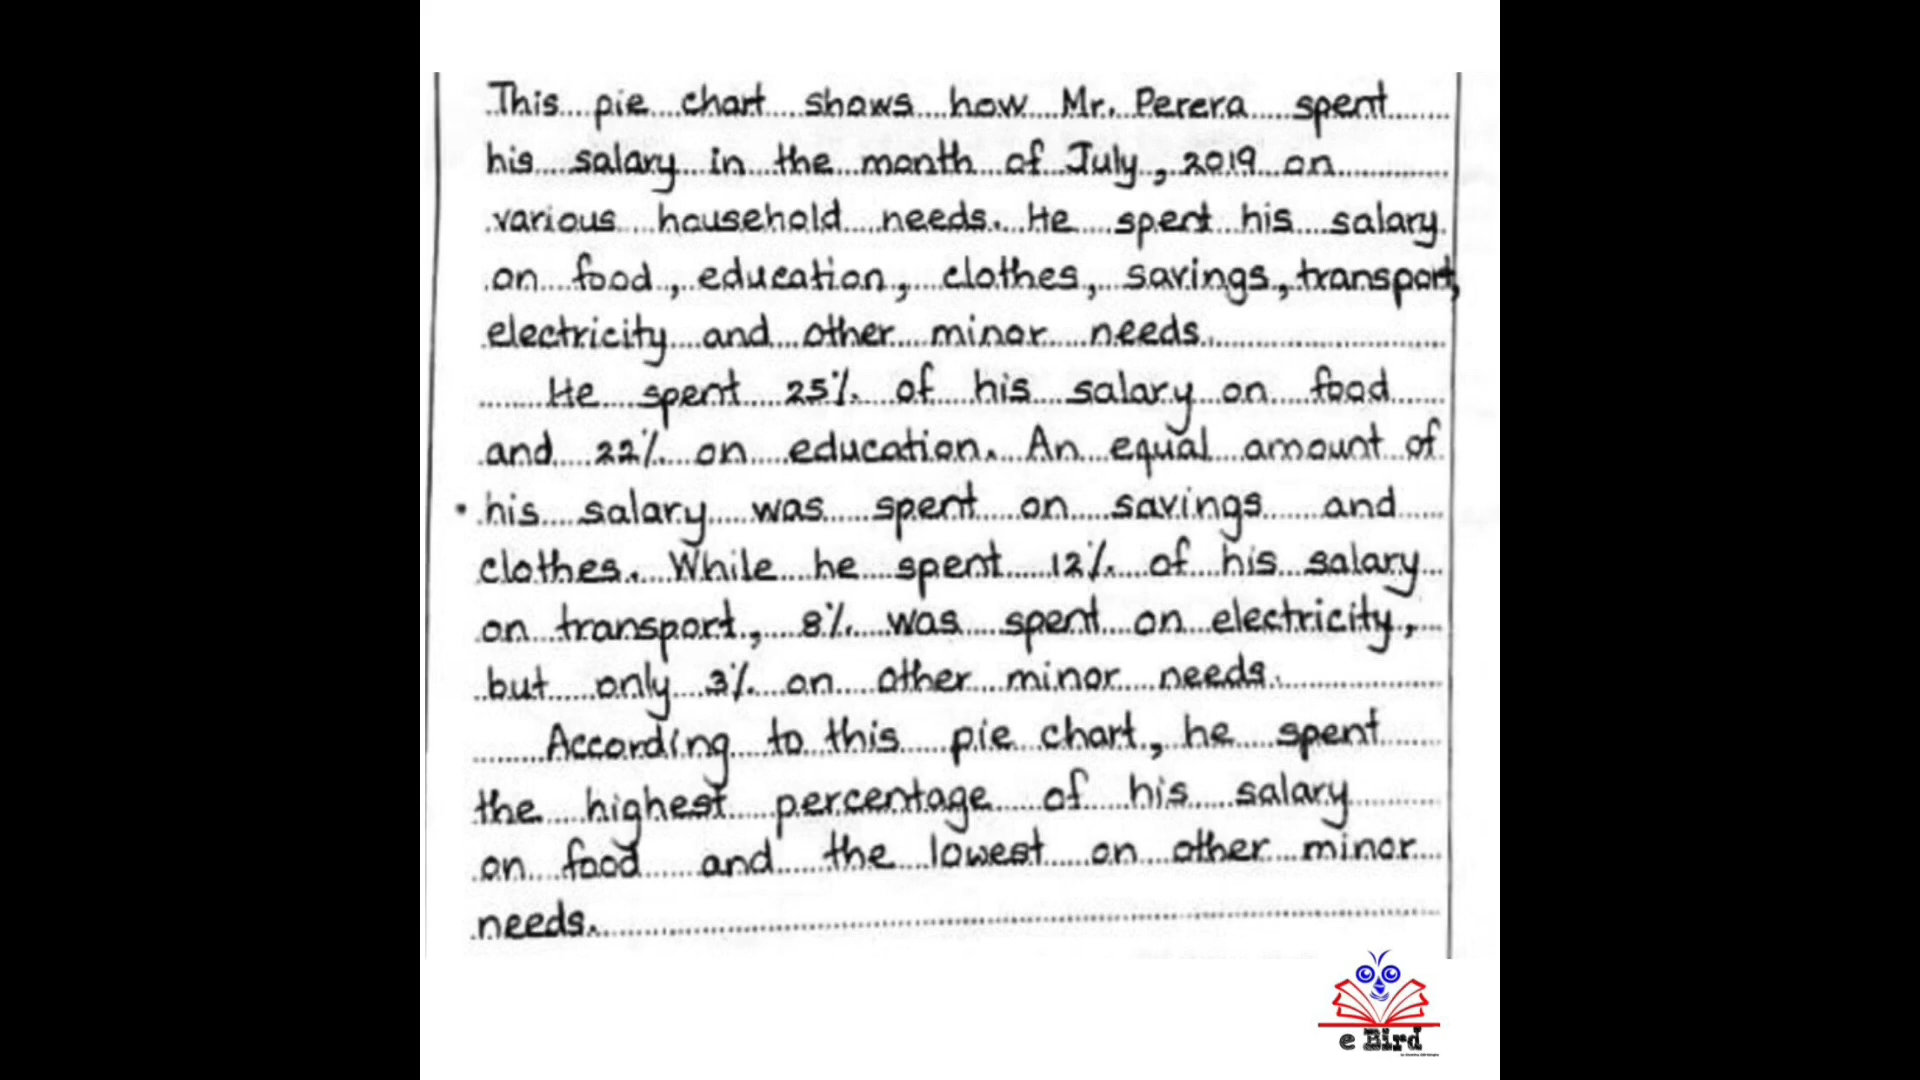 This pie chart shows how Mr. Perera spent
his salary in the month of July, 2019 on
various household needs. He spent his salary
on food, education, clothes, savings, transport,
electricity and other minor needs.
He spent 25% of his salary on food
and 22% on education. An equal amount of
his salary was spent on savings and
clothes. While he spent 12% of his salary
on transport, 8% was spent on electricity,
but only 3% on other minor needs.
According to this pie chart, he spent
the highest percentage of his salary
on food and the lowest on other minor
needs.
e Bird